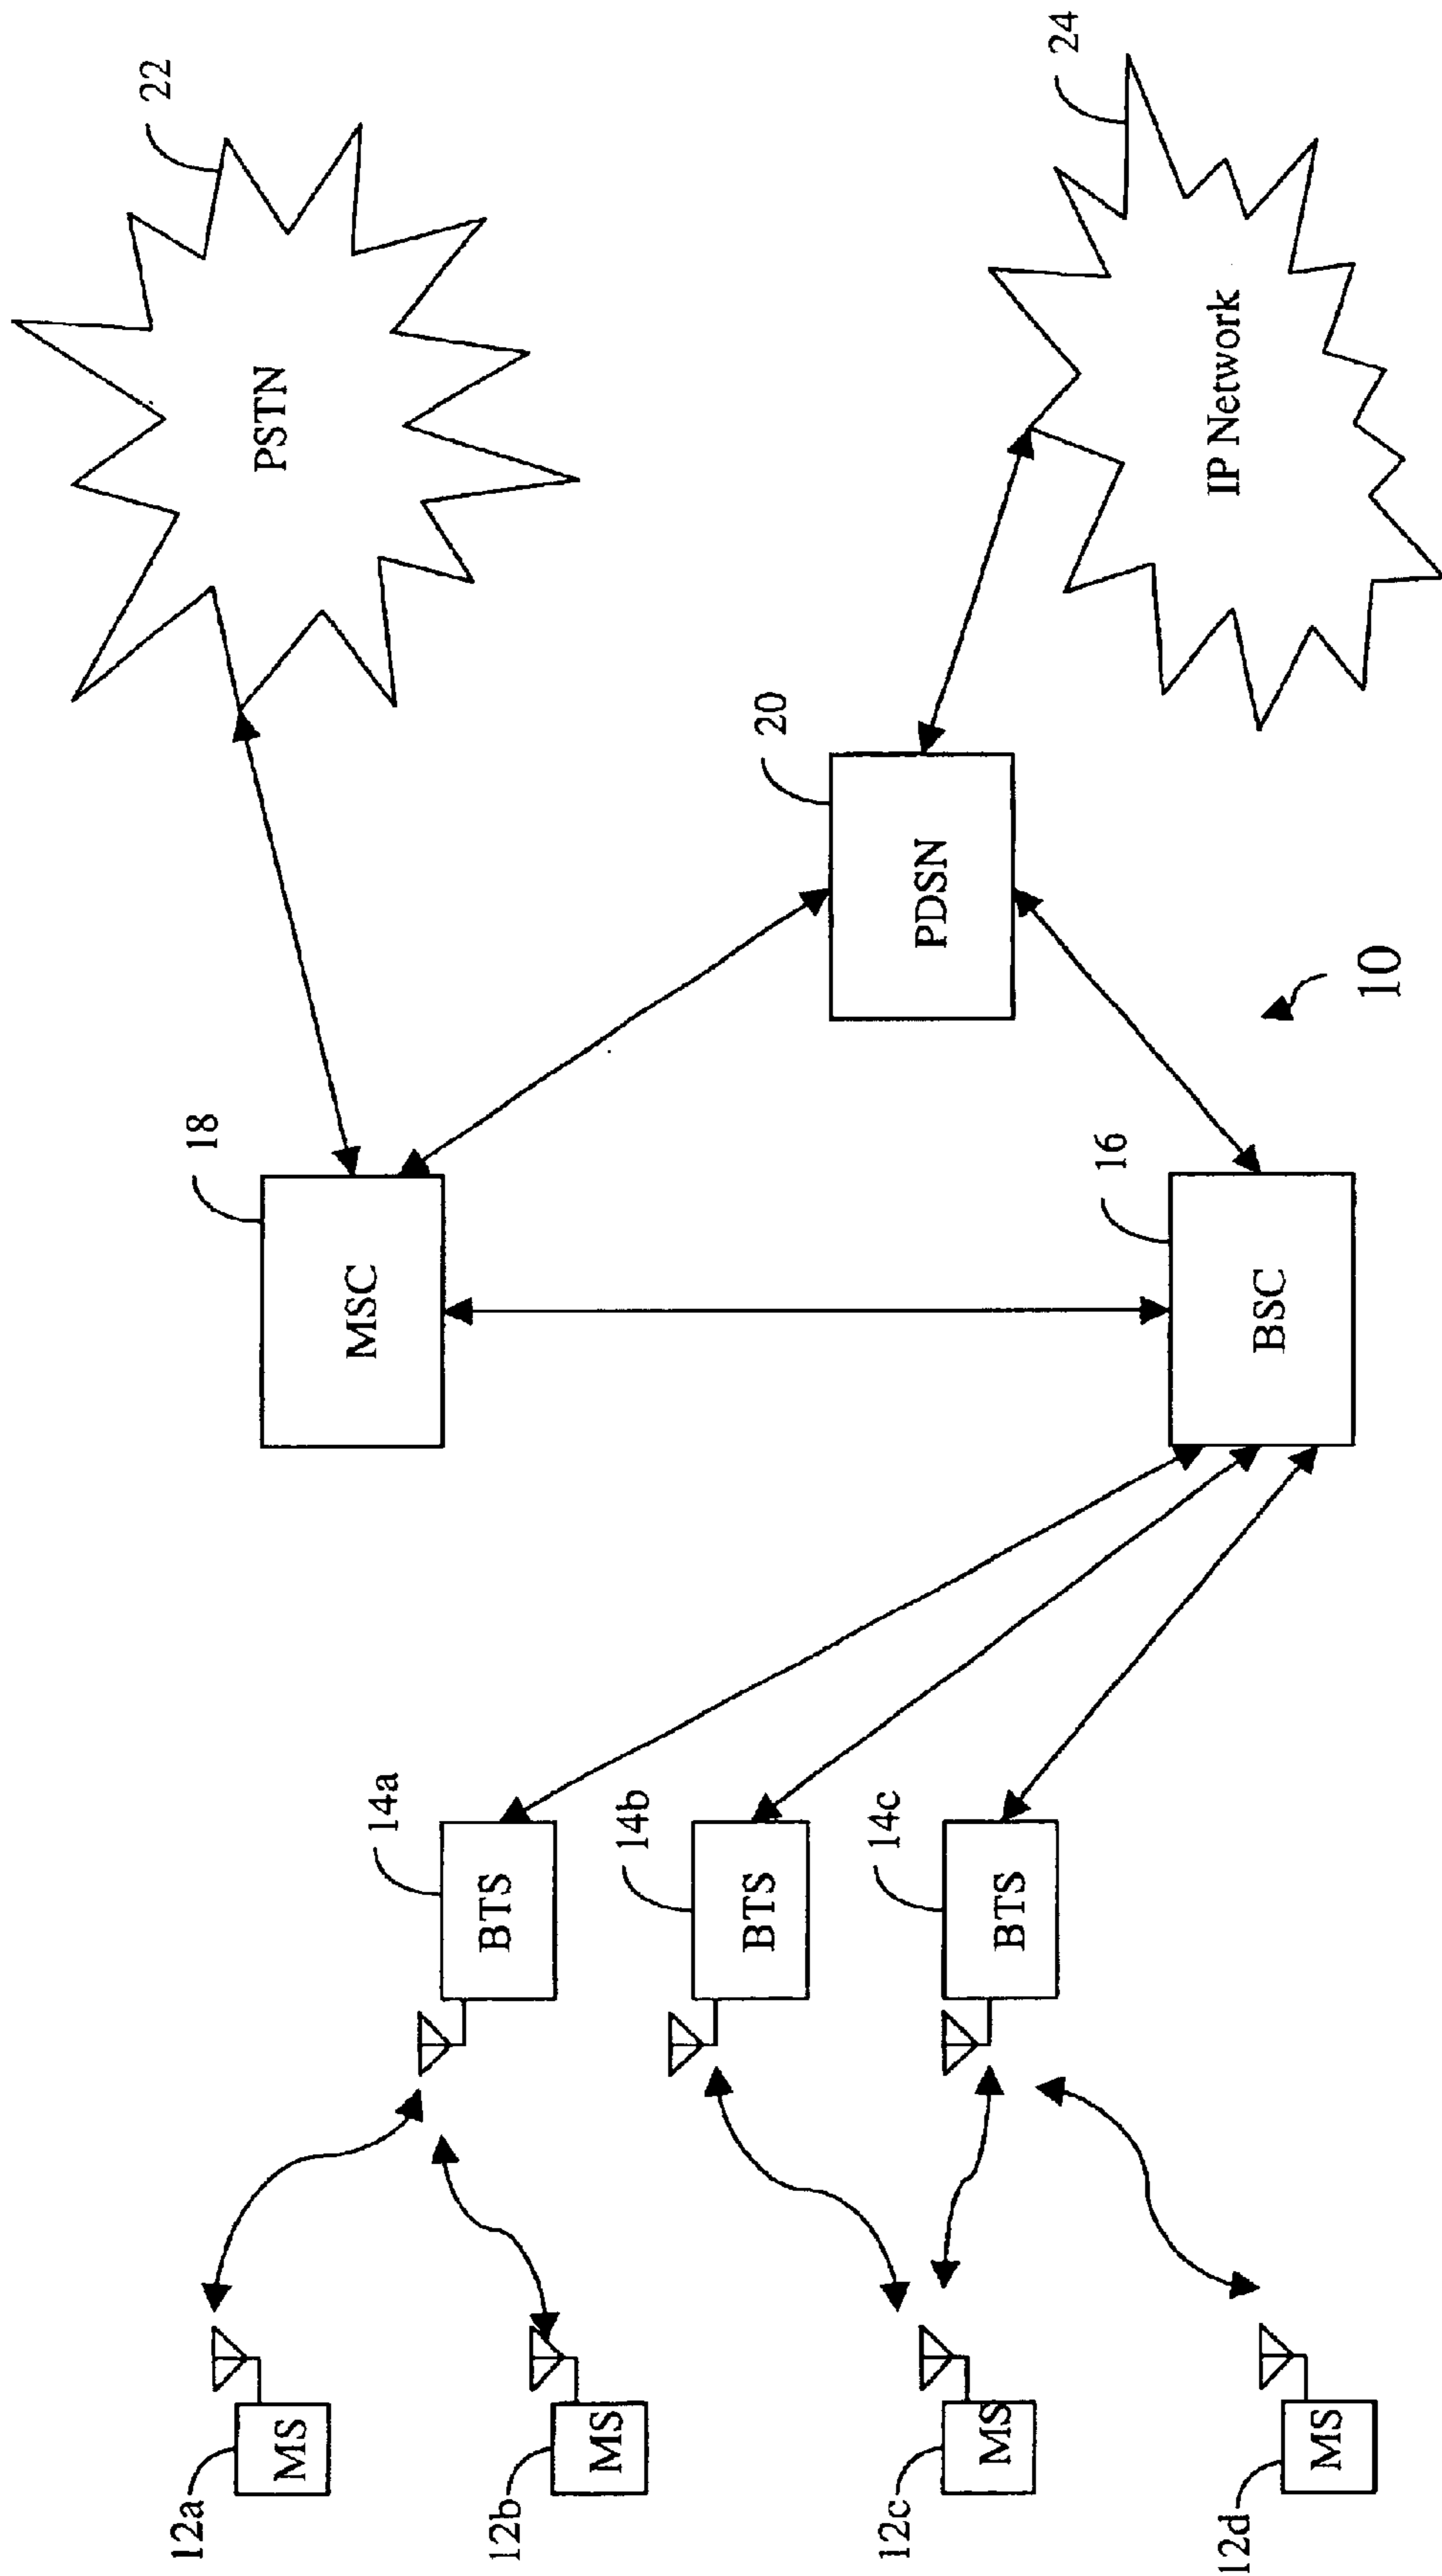 22
PSTN
24
IP Network
20
PDSN
10
18
MSC
16
BSC
14a
BTS
14b
BTS
14c
BTS
12a
MS
12b
MS
12c
MS
12d
MS